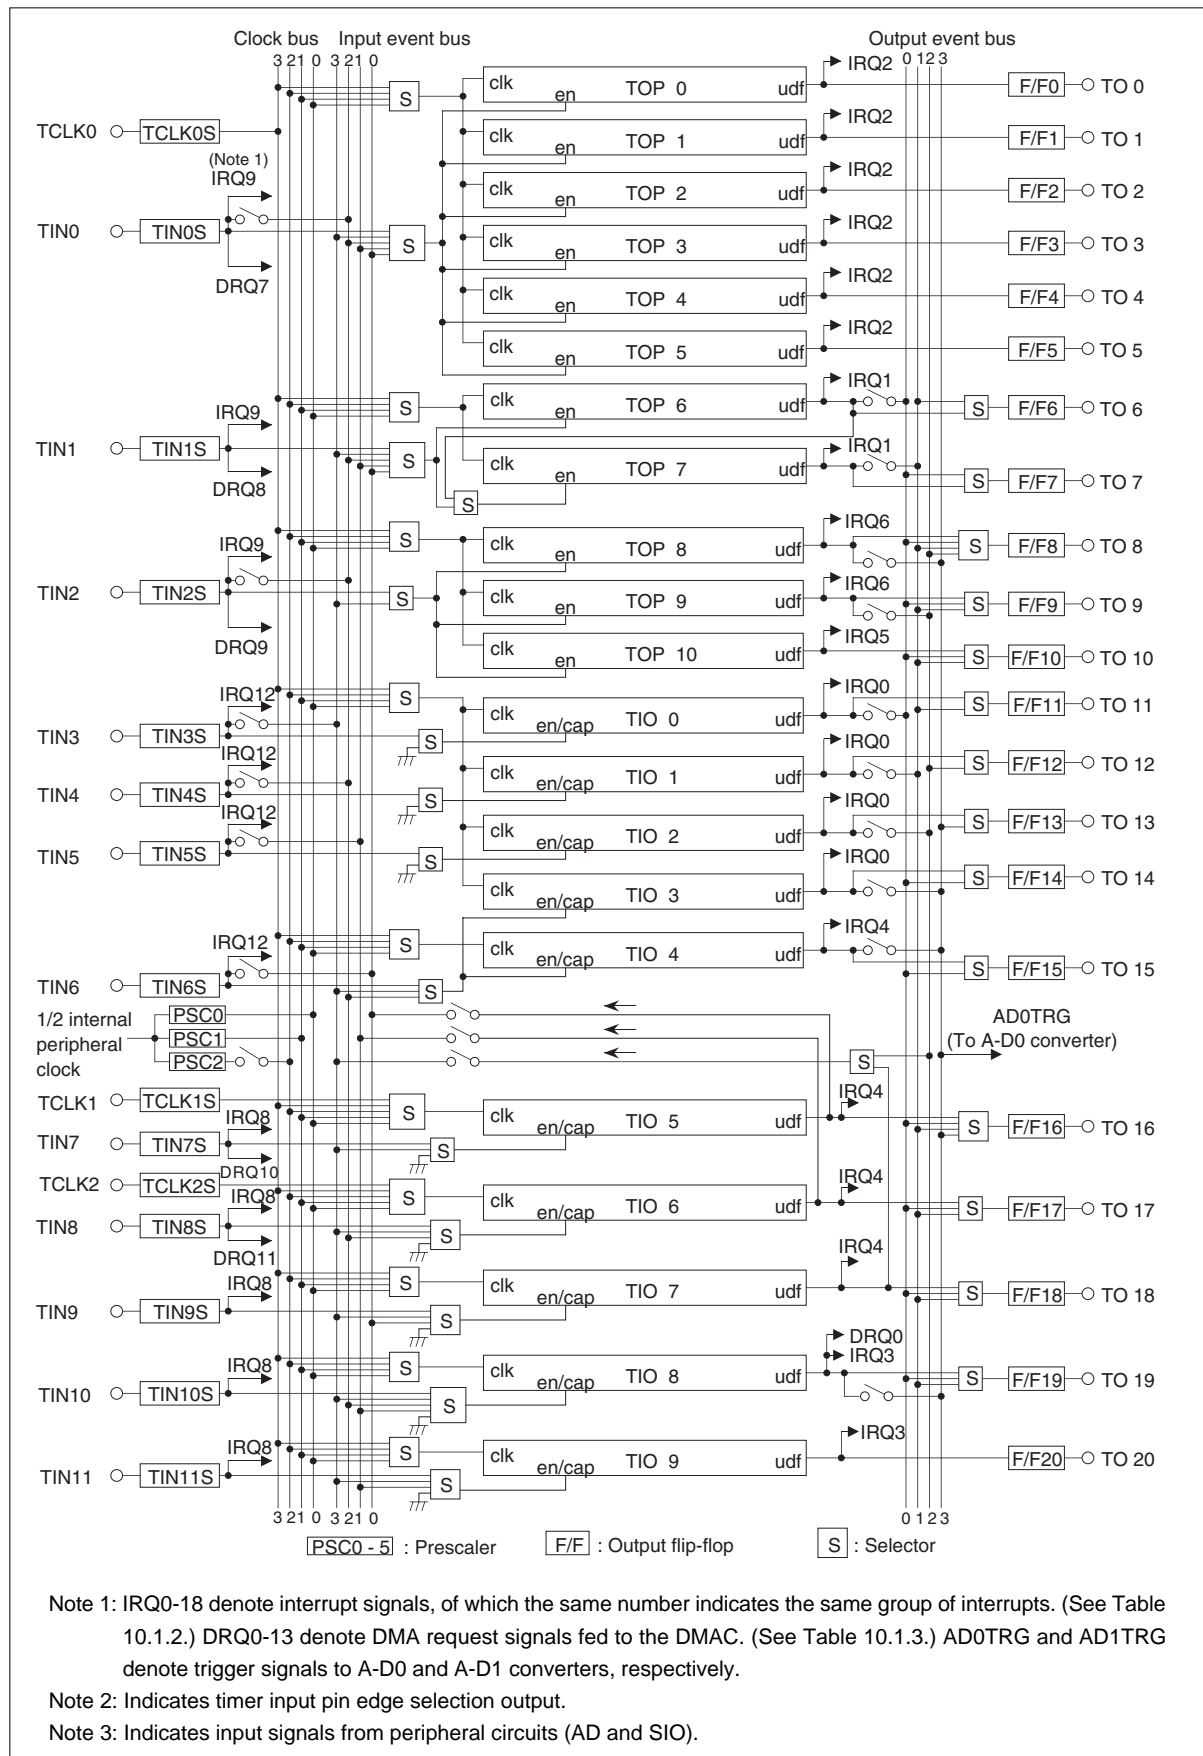 Clock bus Input event bus Output event bus
3 2 1 0 3 2 1 0 0 1 2 3
clk en TOP 0 udf IRQ2 F/F0 TO 0
S
TCLK0 TCLK0S
clk en TOP 1 udf IRQ2 F/F1 TO 1
(Note 1)
IRQ9
clk en TOP 2 udf IRQ2 F/F2 TO 2
TIN0 TIN0S S
clk en TOP 3 udf IRQ2 F/F3 TO 3
DRQ7
clk en TOP 4 udf IRQ2 F/F4 TO 4
clk en TOP 5 udf IRQ2 F/F5 TO 5
S clk en TOP 6 udf IRQ1 S F/F6 TO 6
IRQ9
TIN1 TIN1S S
DRQ8
clk en TOP 7 udf IRQ1 S F/F7 TO 7
S
S clk en TOP 8 udf IRQ6 S F/F8 TO 8
IRQ9
TIN2 TIN2S S
DRQ9
clk en TOP 9 udf IRQ6 S F/F9 TO 9
clk en TOP 10 udf IRQ5 S F/F10 TO 10
S clk en/cap TIO 0 udf IRQ0 S F/F11 TO 11
IRQ12
TIN3 TIN3S S
clk en/cap TIO 1 udf IRQ0 S F/F12 TO 12
IRQ12
TIN4 TIN4S S
clk en/cap TIO 2 udf IRQ0 S F/F13 TO 13
IRQ12
TIN5 TIN5S S
clk en/cap TIO 3 udf IRQ0 S F/F14 TO 14
S clk en/cap TIO 4 udf IRQ4 S F/F15 TO 15
IRQ12
TIN6 TIN6S S
1/2 internal
peripheral
clock
PSC0
PSC1
PSC2
S
AD0TRG
(To A-D0 converter)
TCLK1 TCLK1S S clk en/cap TIO 5 udf IRQ4 S F/F16 TO 16
IRQ8
TIN7 TIN7S S
DRQ10
TCLK2 TCLK2S S clk en/cap TIO 6 udf IRQ4 S F/F17 TO 17
IRQ8
TIN8 TIN8S S
DRQ11
S clk en/cap TIO 7 udf IRQ4 S F/F18 TO 18
IRQ8
TIN9 TIN9S S
DRQ0
IRQ3
S clk en/cap TIO 8 udf S F/F19 TO 19
IRQ8
TIN10 TIN10S S
S clk en/cap TIO 9 udf IRQ3 F/F20 TO 20
IRQ8
TIN11 TIN11S S
3 2 1 0 3 2 1 0 0 1 2 3
PSC0 - 5 : Prescaler F/F : Output flip-flop S : Selector
Note 1: IRQ0-18 denote interrupt signals, of which the same number indicates the same group of interrupts. (See Table
10.1.2.) DRQ0-13 denote DMA request signals fed to the DMAC. (See Table 10.1.3.) AD0TRG and AD1TRG
denote trigger signals to A-D0 and A-D1 converters, respectively.
Note 2: Indicates timer input pin edge selection output.
Note 3: Indicates input signals from peripheral circuits (AD and SIO).